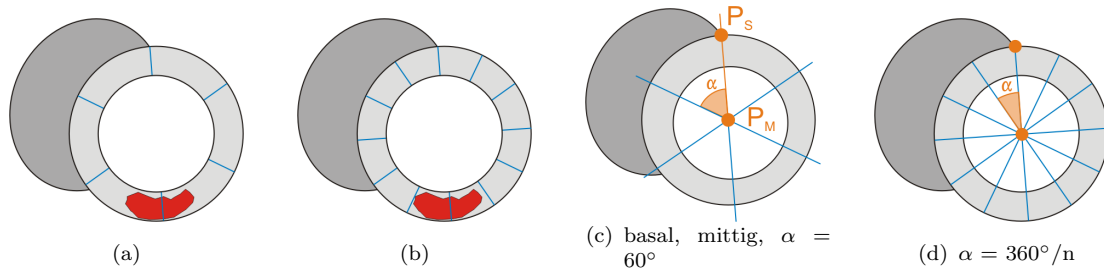 P_S
α
P_M
α
(a)
(b)
(c) basal, mittig, α =
60°
(d) α = 360°/n